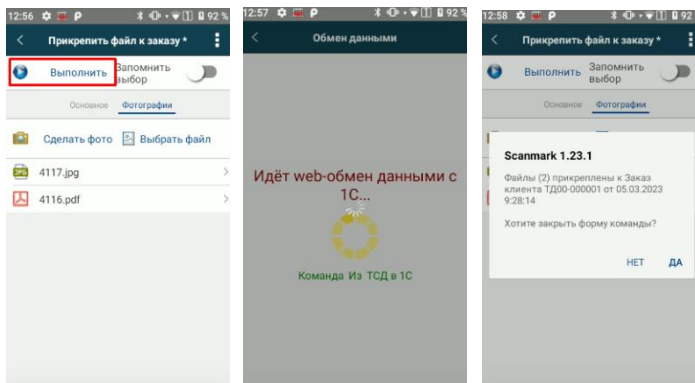 12:56 92 %
Прикрепить файл к заказу *
Выполнить
Запомнить
выбор
Основное Фотографии
Сделать фото Выбрать файл
4117.jpg
4116.pdf
12:57 92 %
Обмен данными
Идёт web-обмен данными с
1С...
Команда Из ТСД в 1С
12:58 92
Прикрепить файл к заказу *
Выполнить
Запомнить
выбор
Основное Фотографии
Scanmark 1.23.1
Файлы (2) прикреплены к Заказ
клиента ТД00-000001 от 05.03.2023
9:28:14
Хотите закрыть форму команды?
НЕТ ДА